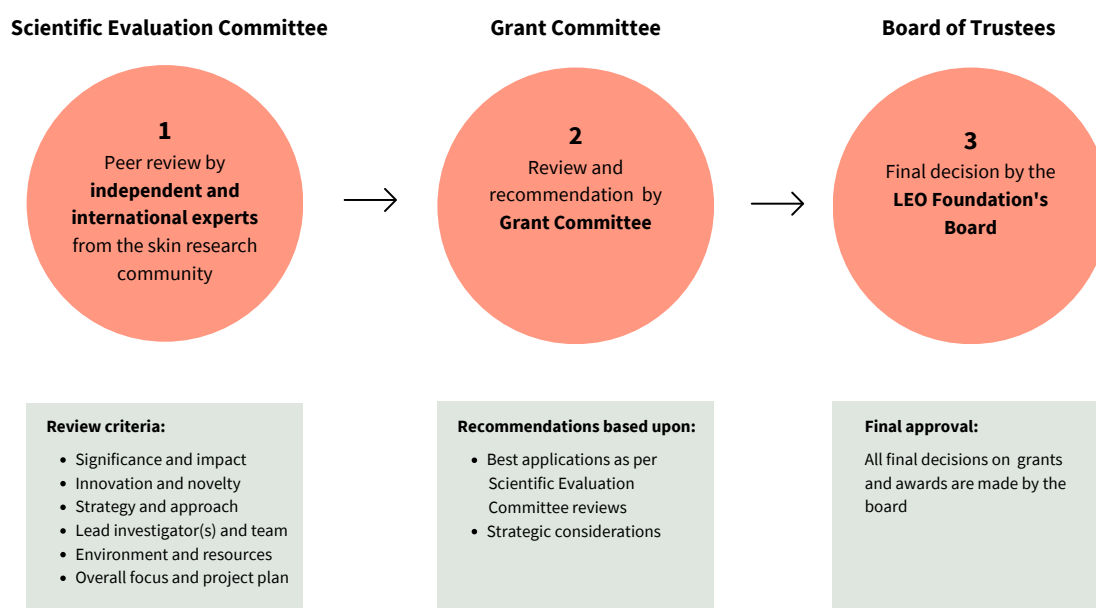 Scientific Evaluation Committee
Grant Committee
Board of Trustees
1
Peer review by
independent and
international experts
from the skin research
community
2
Review and
recommendation by
Grant Committee
3
Final decision by the
LEO Foundation's
Board
Review criteria:
• Significance and impact
• Innovation and novelty
• Strategy and approach
• Lead investigator(s) and team
• Environment and resources
• Overall focus and project plan
Recommendations based upon:
• Best applications as per
Scientific Evaluation
Committee reviews
• Strategic considerations
Final approval:
All final decisions on grants
and awards are made by the
board